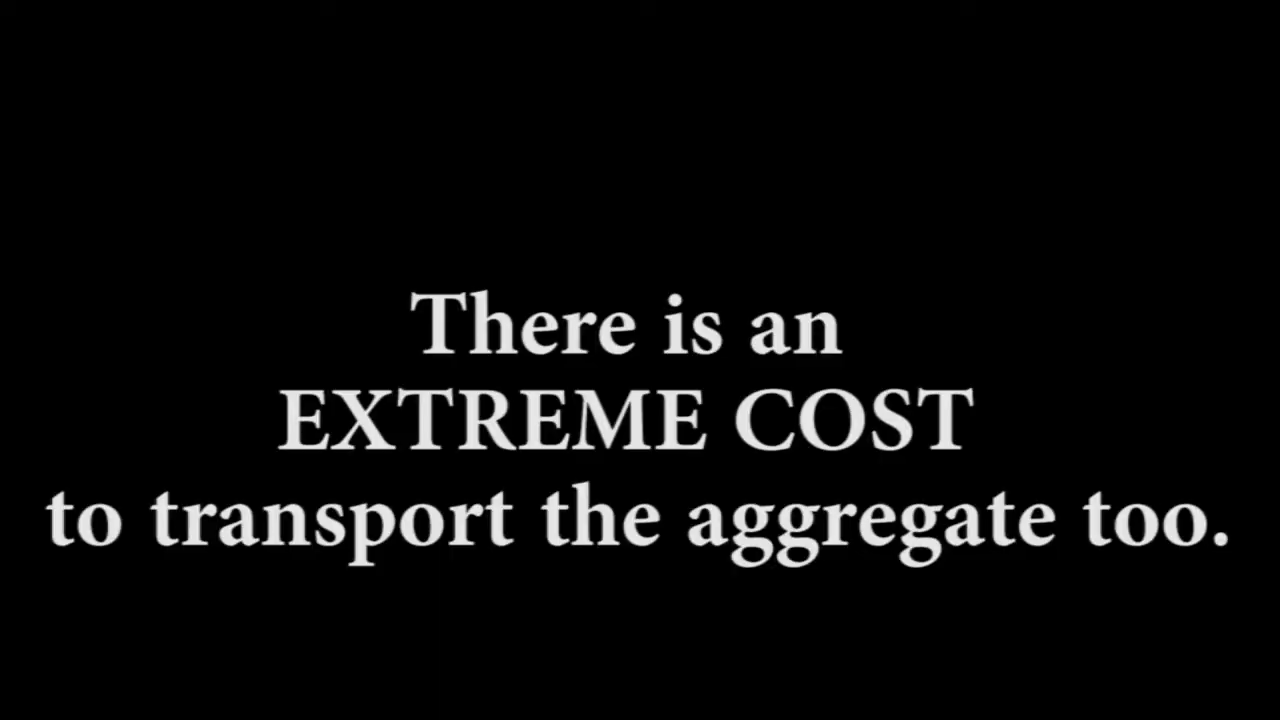 There is an
EXTREME COST
to transport the aggregate too.